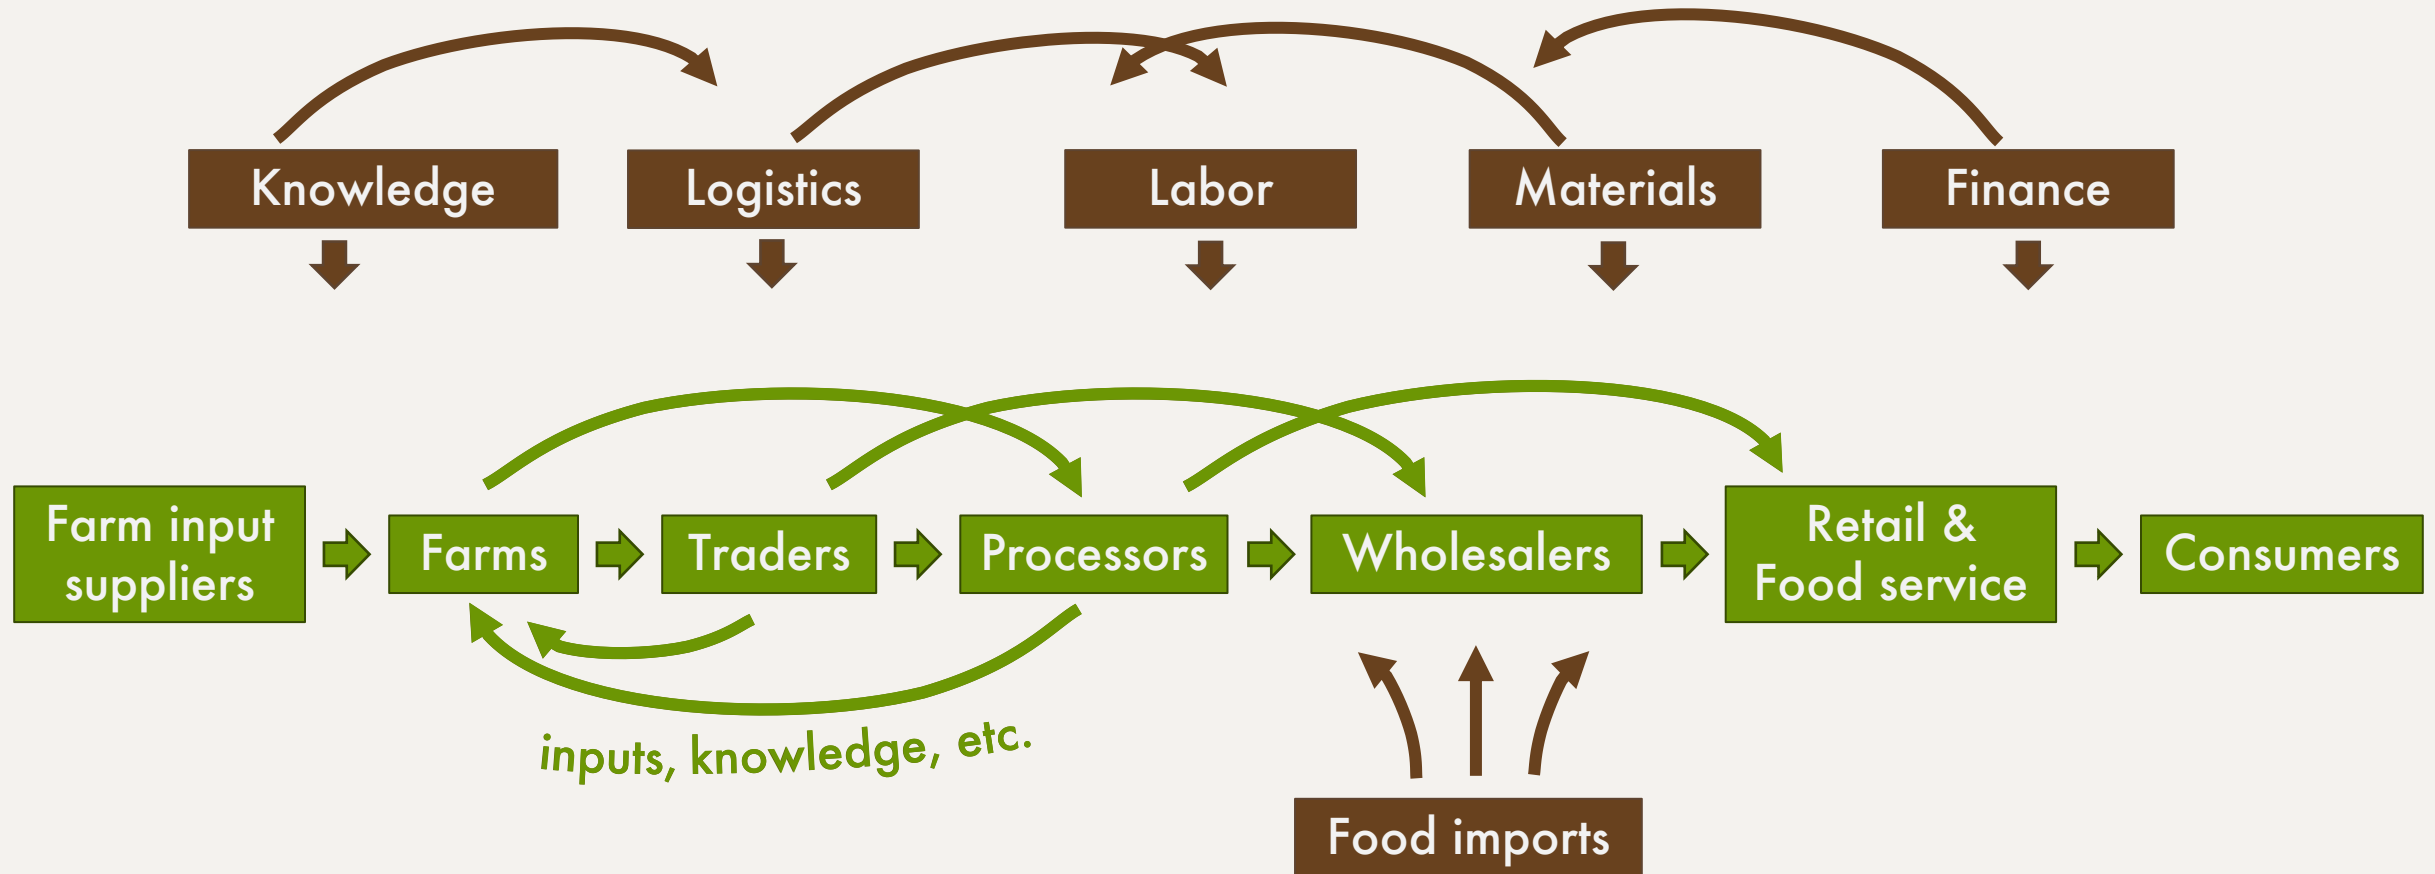 Knowledge
Logistics
Labor
Materials
Finance
Farm input
suppliers
Farms
Traders
Processors
Wholesalers
Retail &
Food service
Consumers
inputs, knowledge, etc.
Food imports